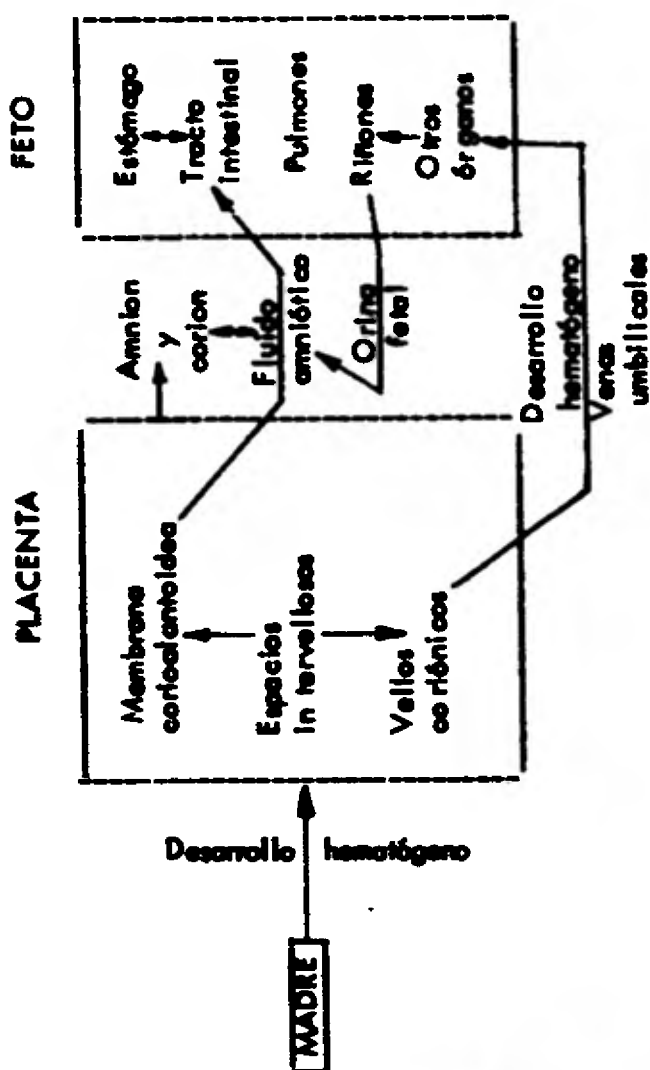 PLACENTA
FETO
MADRE
Desarrollo
hematógeno
Membrana
corioalantoidea
Espacios
intervellosos
Vellos
coriónicos
Amnion
y
corion
Fluido
amniótico
Orina
fetal
Desarrollo
hematógeno
Venas
umbilicales
Estómago
Tracto
intestinal
Pulmones
Riñones
Otros
órganos